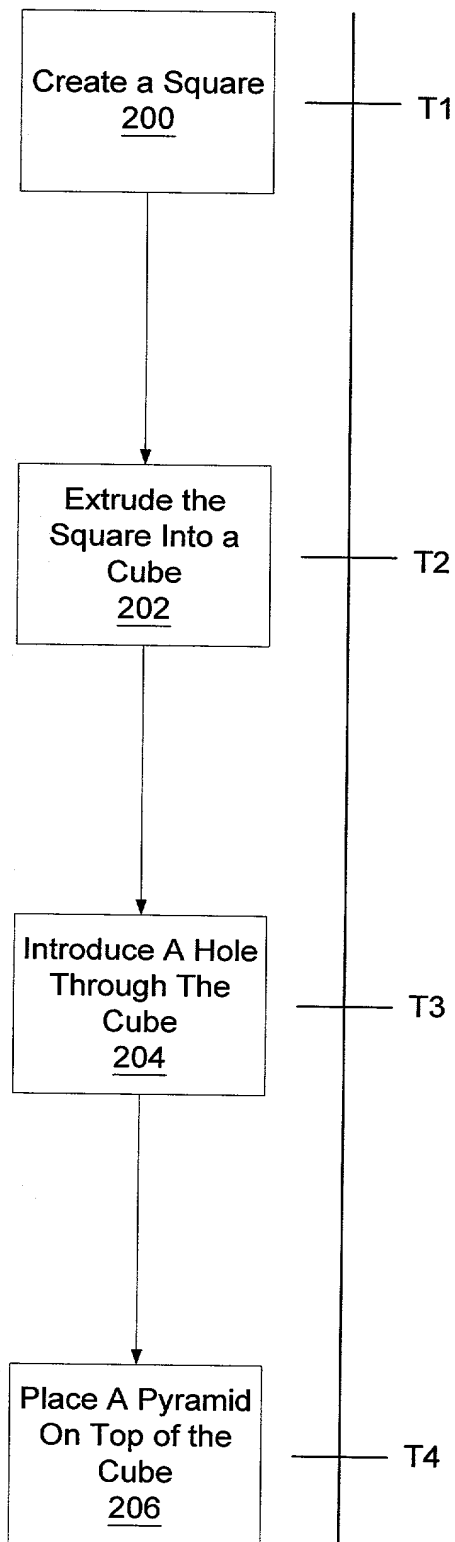 Create a Square
200
T1
Extrude the
Square Into a
Cube
202
T2
Introduce A Hole
Through The
Cube
204
T3
Place A Pyramid
On Top of the
Cube
206
T4